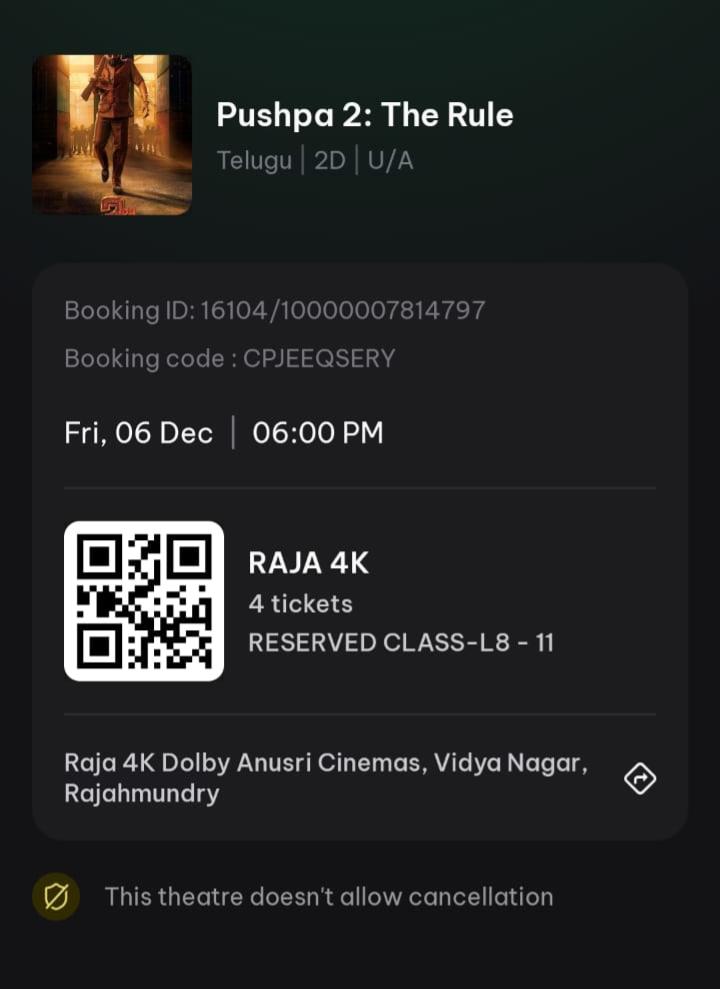 Pushpa 2: The Rule
Telugu | 2D | U/A
Booking ID: 16104/10000007814797
Booking code : CPJEEQSERY
Fri, 06 Dec | 06:00 PM
RAJA 4K
4 tickets
RESERVED CLASS-L8 - 11
Raja 4K Dolby Anusri Cinemas, Vidya Nagar,
Rajahmundry
This theatre doesn't allow cancellation